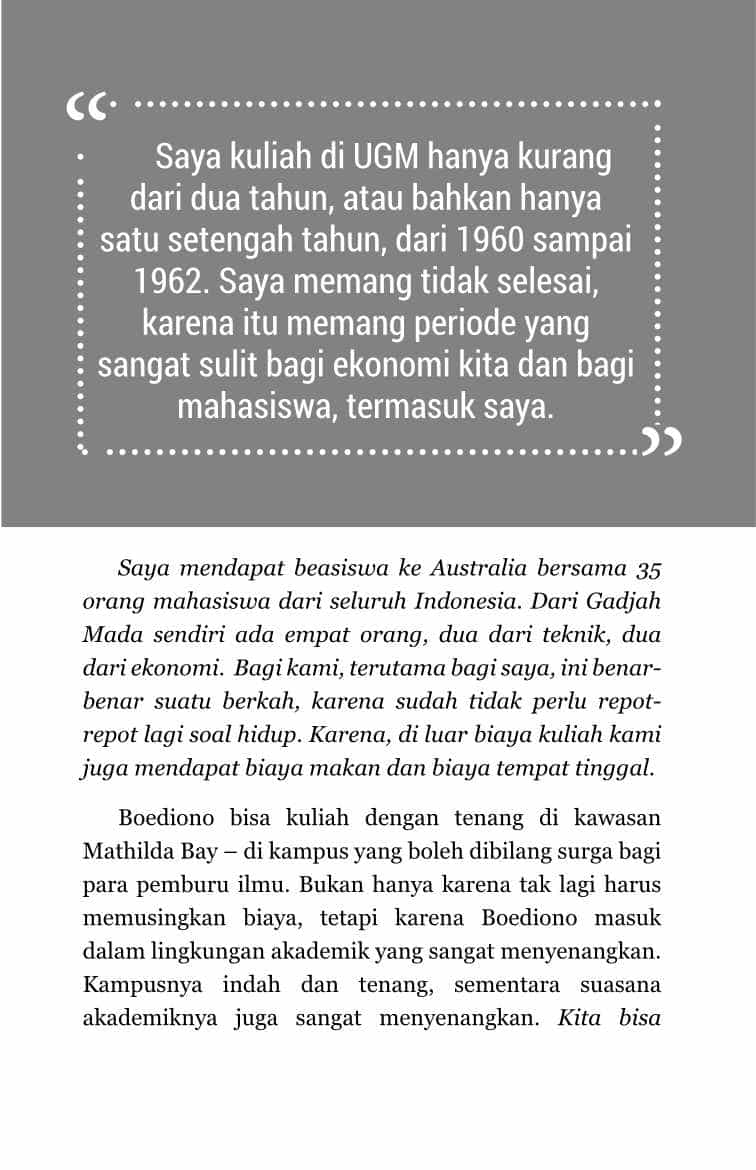 “ Saya kuliah di UGM hanya kurang
dari dua tahun, atau bahkan hanya
satu setengah tahun, dari 1960 sampai
1962. Saya memang tidak selesai,
karena itu memang periode yang
sangat sulit bagi ekonomi kita dan bagi
mahasiswa, termasuk saya. ”
Saya mendapat beasiswa ke Australia bersama 35
orang mahasiswa dari seluruh Indonesia. Dari Gadjah
Mada sendiri ada empat orang, dua dari teknik, dua
dari ekonomi. Bagi kami, terutama bagi saya, ini benar-
benar suatu berkah, karena sudah tidak perlu repot-
repot lagi soal hidup. Karena, di luar biaya kuliah kami
juga mendapat biaya makan dan biaya tempat tinggal.
Boediono bisa kuliah dengan tenang di kawasan
Mathilda Bay – di kampus yang boleh dibilang surga bagi
para pemburu ilmu. Bukan hanya karena tak lagi harus
memusingkan biaya, tetapi karena Boediono masuk
dalam lingkungan akademik yang sangat menyenangkan.
Kampusnya indah dan tenang, sementara suasana
akademiknya juga sangat menyenangkan. Kita bisa